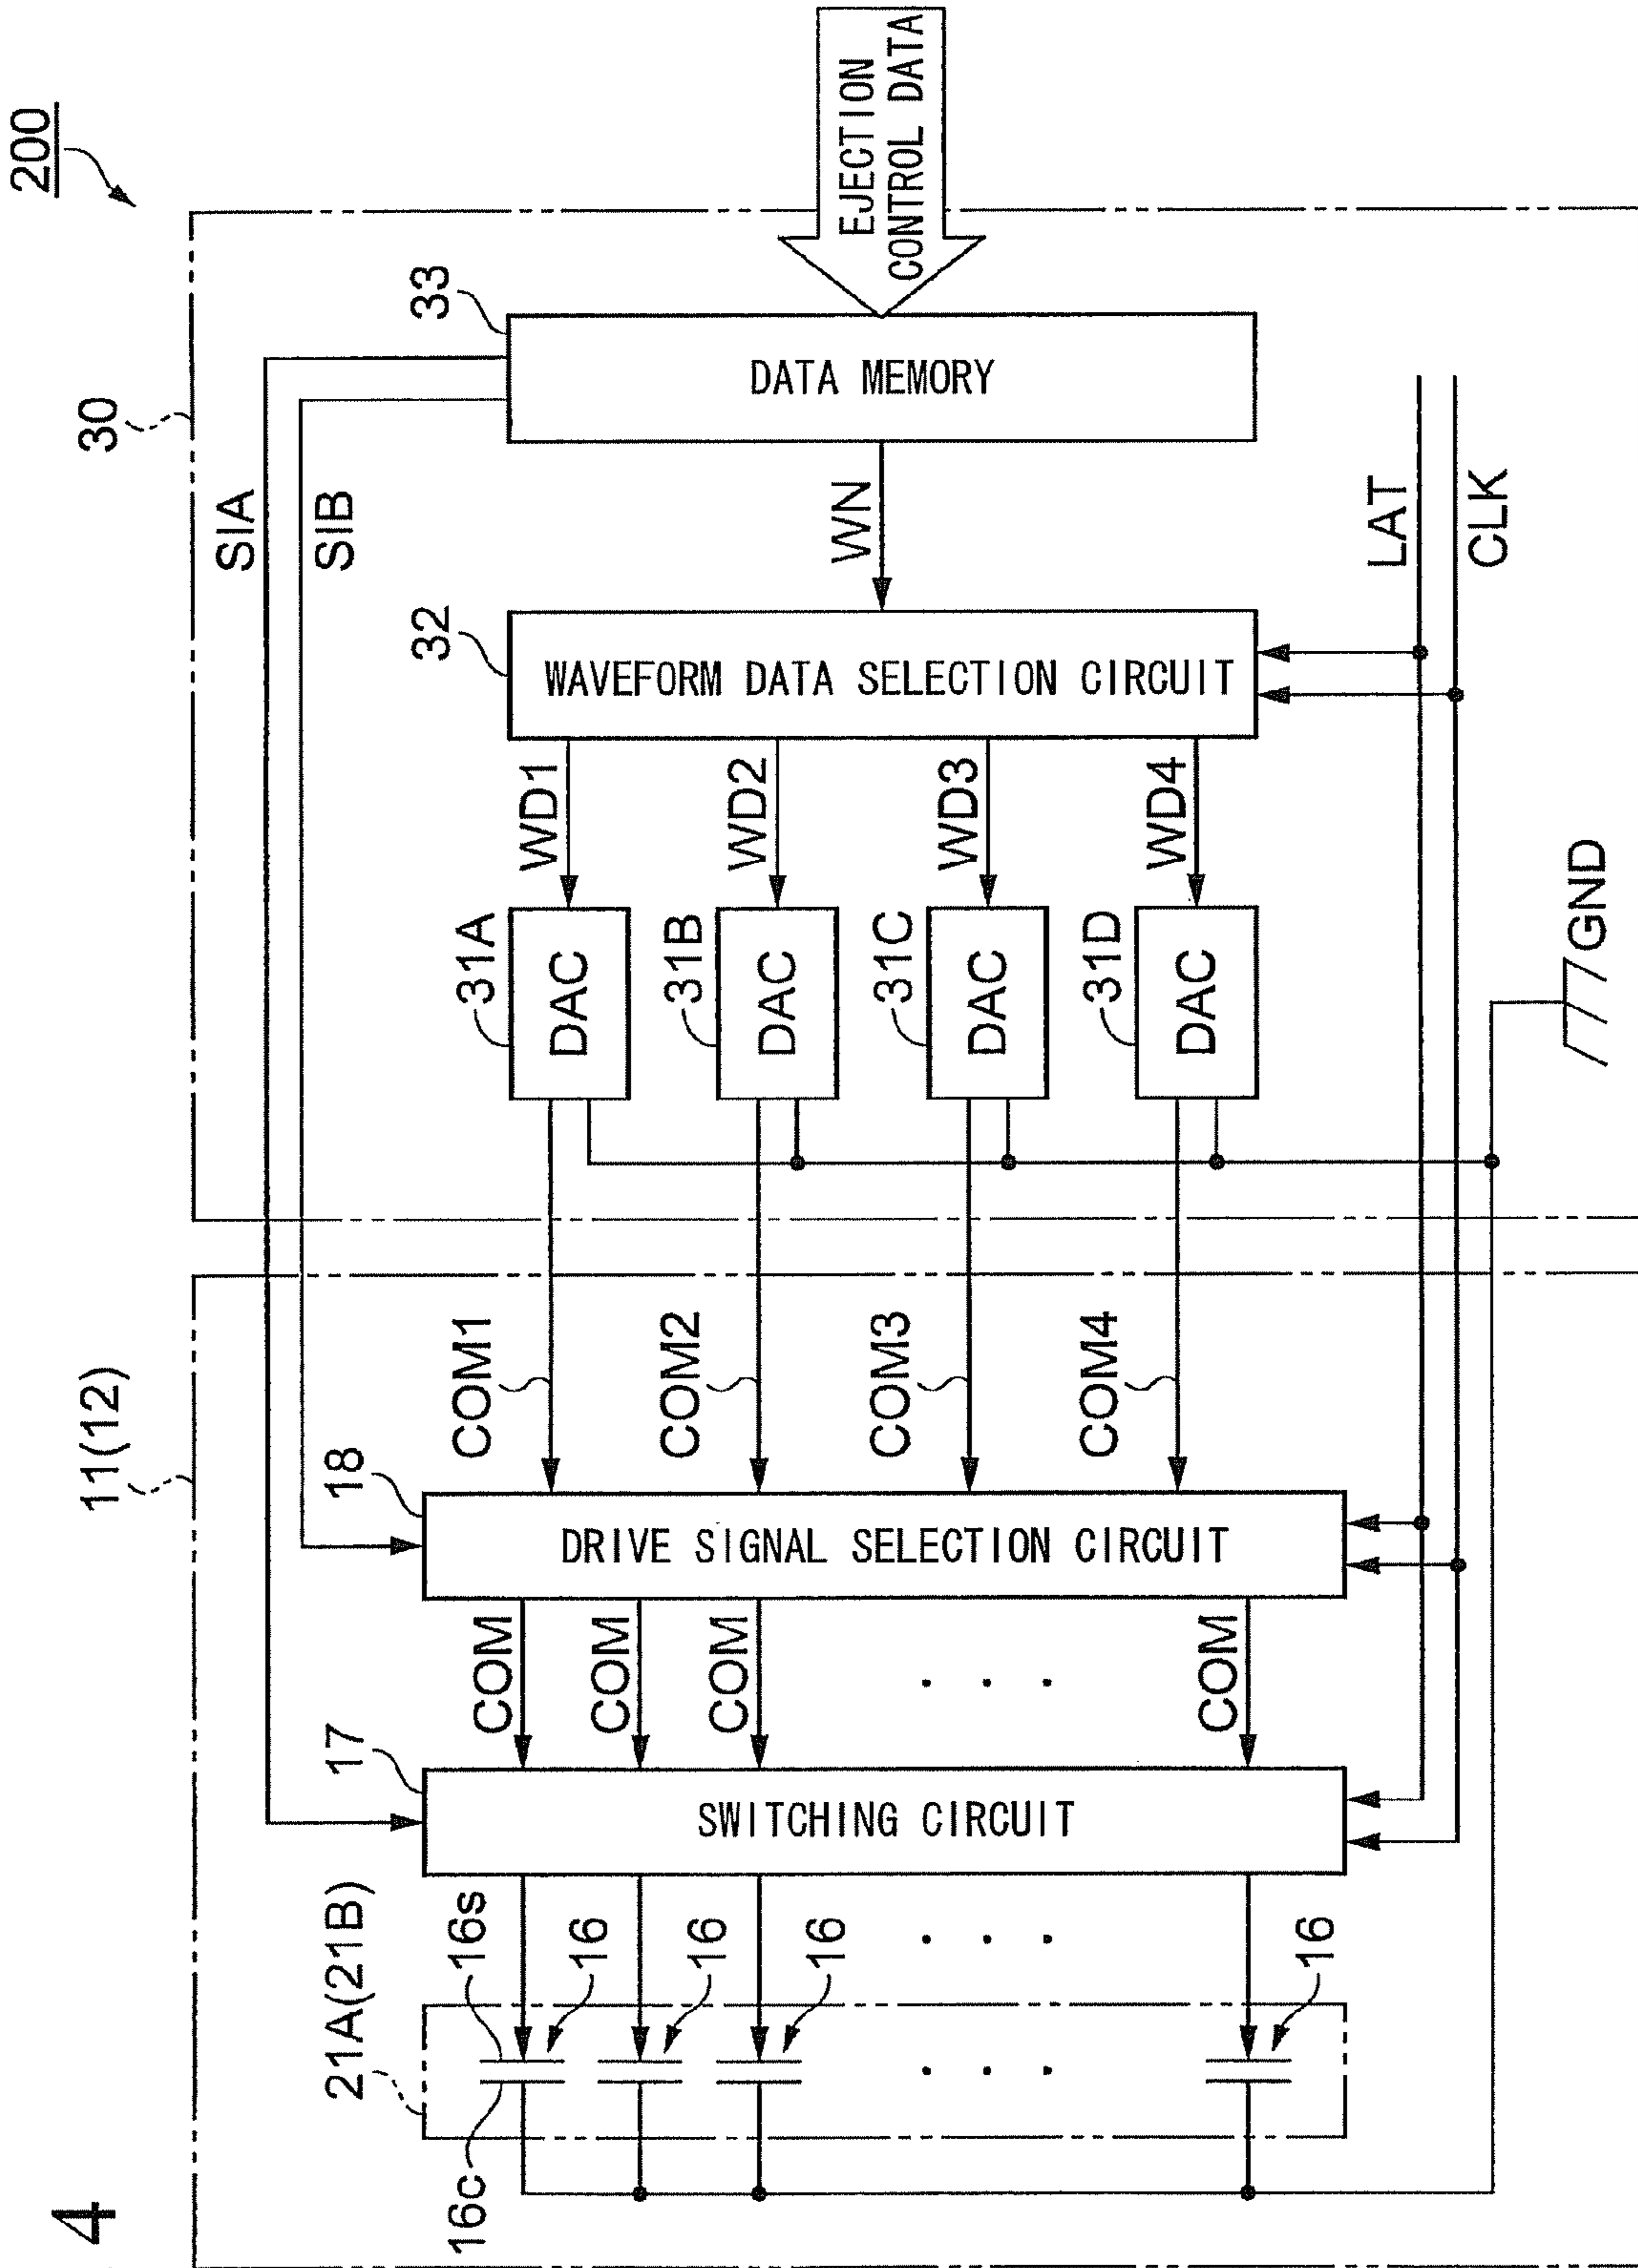 4
200
11(12)
30
SIA
SIB
21A(21B)
17
18
32
33
16c
16s
16
16
16
16
COM
COM
COM
COM
COM1
COM2
COM3
COM4
31A
31B
31C
31D
DAC
DAC
DAC
DAC
WD1
WD2
WD3
WD4
WN
SWITCHING CIRCUIT
DRIVE SIGNAL SELECTION CIRCUIT
WAVEFORM DATA SELECTION CIRCUIT
DATA MEMORY
EJECTION
CONTROL DATA
. . .
. . .
. . .
LAT
CLK
GND